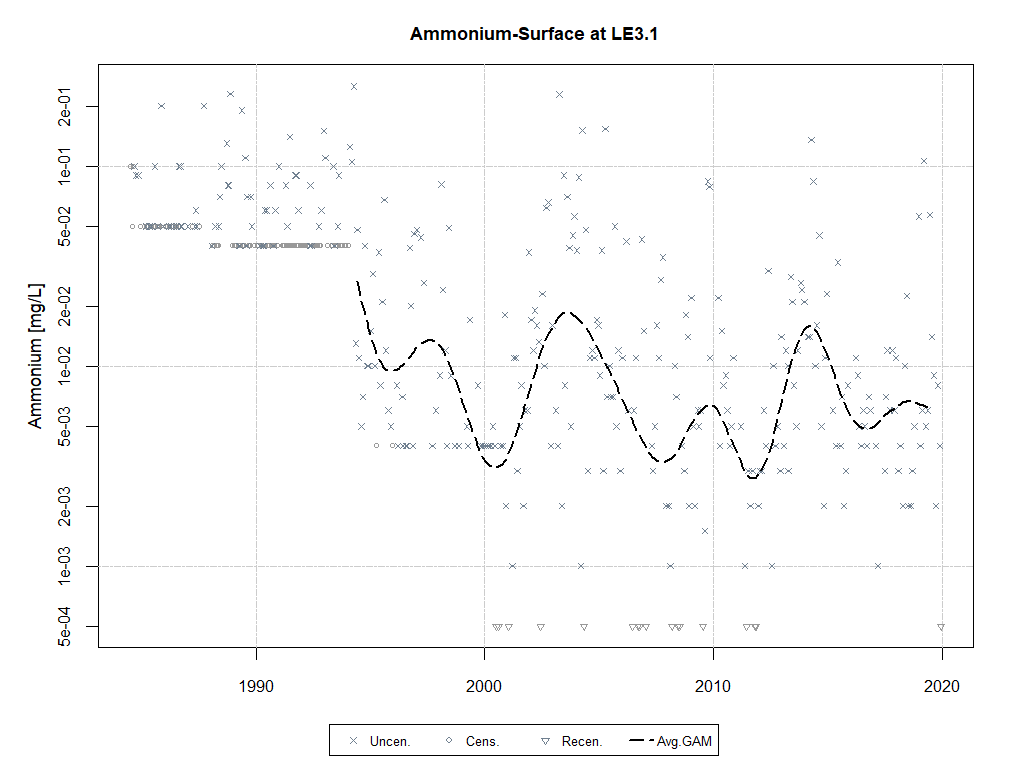 Ammonium-Surface at LE3.1
Ammonium [mg/L]
2e-01
1e-01
5e-02
2e-02
1e-02
5e-03
2e-03
1e-03
5e-04
1990 2000 2010 2020
Uncen. Cens. Recen. Avg.GAM